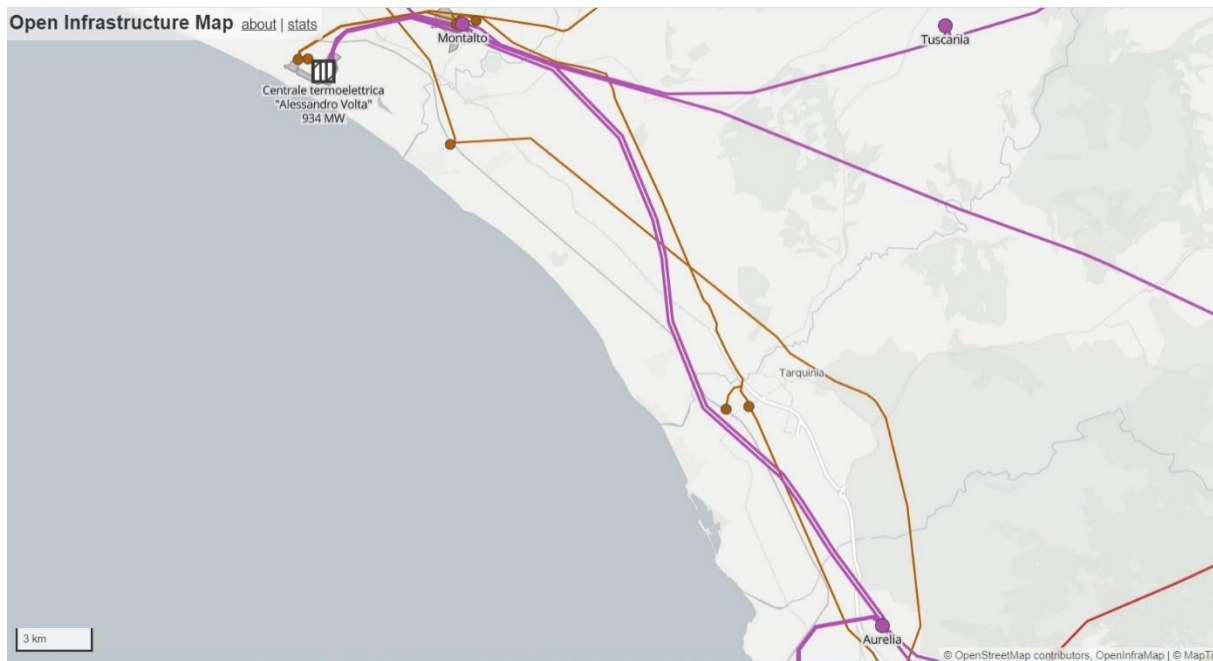 Open Infrastructure Map about | stats
Montalto
Tuscania
Centrale termoelettrica
"Alessandro Volta"
934 MW
Tarquinia
Aurelia
3 km
© OpenStreetMap contributors, OpenInfraMap | © MapTi